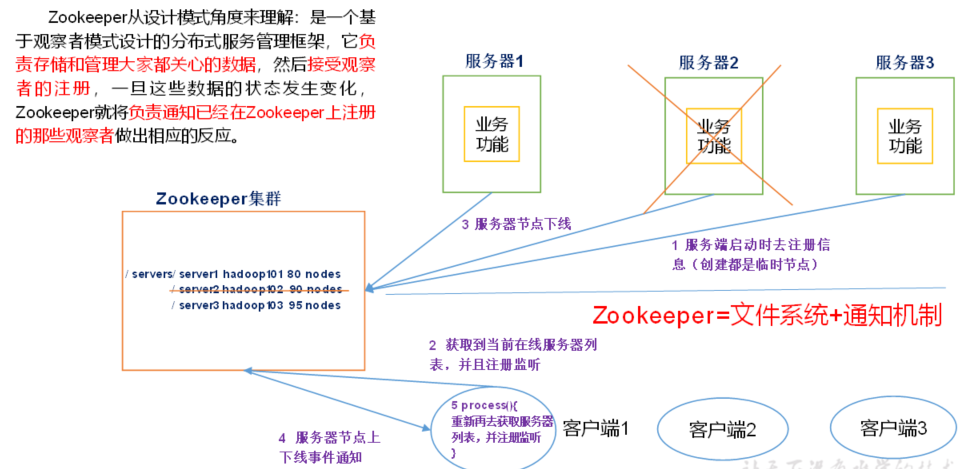 Zookeeper从设计模式角度来理解：是一个基
于观察者模式设计的分布式服务管理框架，它负
责存储和管理大家都关心的数据，然后接受观察
者的注册，一旦这些数据的状态发生变化，
Zookeeper就将负责通知已经在Zookeeper上注册
的那些观察者做出相应的反应。
服务器1
服务器2
服务器3
业务
功能
业务
功能
业务
功能
Zookeeper集群
3 服务器节点下线
1 服务端启动时去注册信
息（创建都是临时节点）
/ servers/ server1 hadoop101 80 nodes
/ server2 hadoop102 90 nodes
/ server3 hadoop103 95 nodes
Zookeeper=文件系统+通知机制
2 获取到当前在线服务器列
表，并且注册监听
5 process(){
重新再去获取服务器
列表，并注册监听
}
客户端1
客户端2
客户端3
4 服务器节点上
下线事件通知